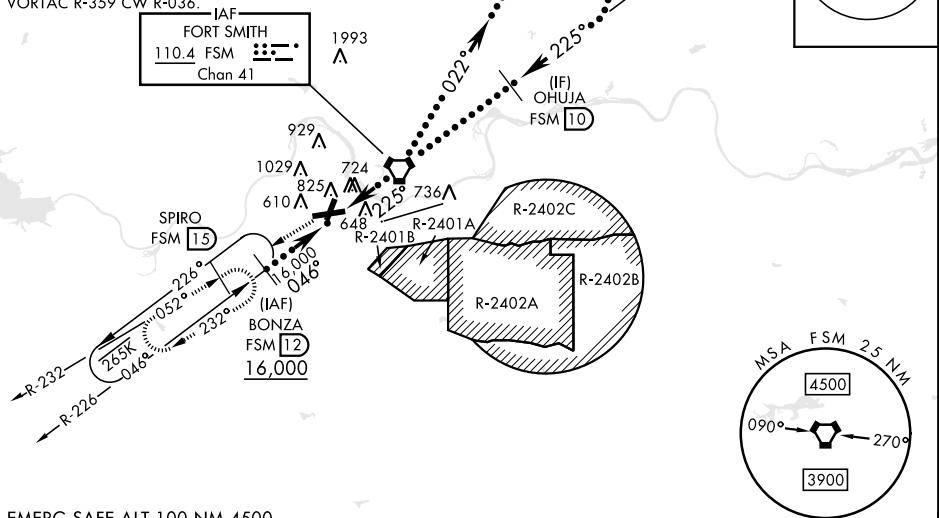 VORTAC R-359 CW R-036.
IAF
FORT SMITH
110.4 FSM
Chan 41
1993
022°
225°
(IF)
OHUJA
FSM 10
929
1029
724
825
610
648
225°
736
R-2402C
R-2401A
R-2401B
R-2402B
R-2402A
SPIRO
FSM 15
226°
052°
232°
16,000
046°
(IAF)
BONZA
FSM 12
16,000
265K
046°
R-232
R-226
MSA FSM 25 NM
4500
090°
270°
3900
EMERG SAFE ALT 100 NM 4500